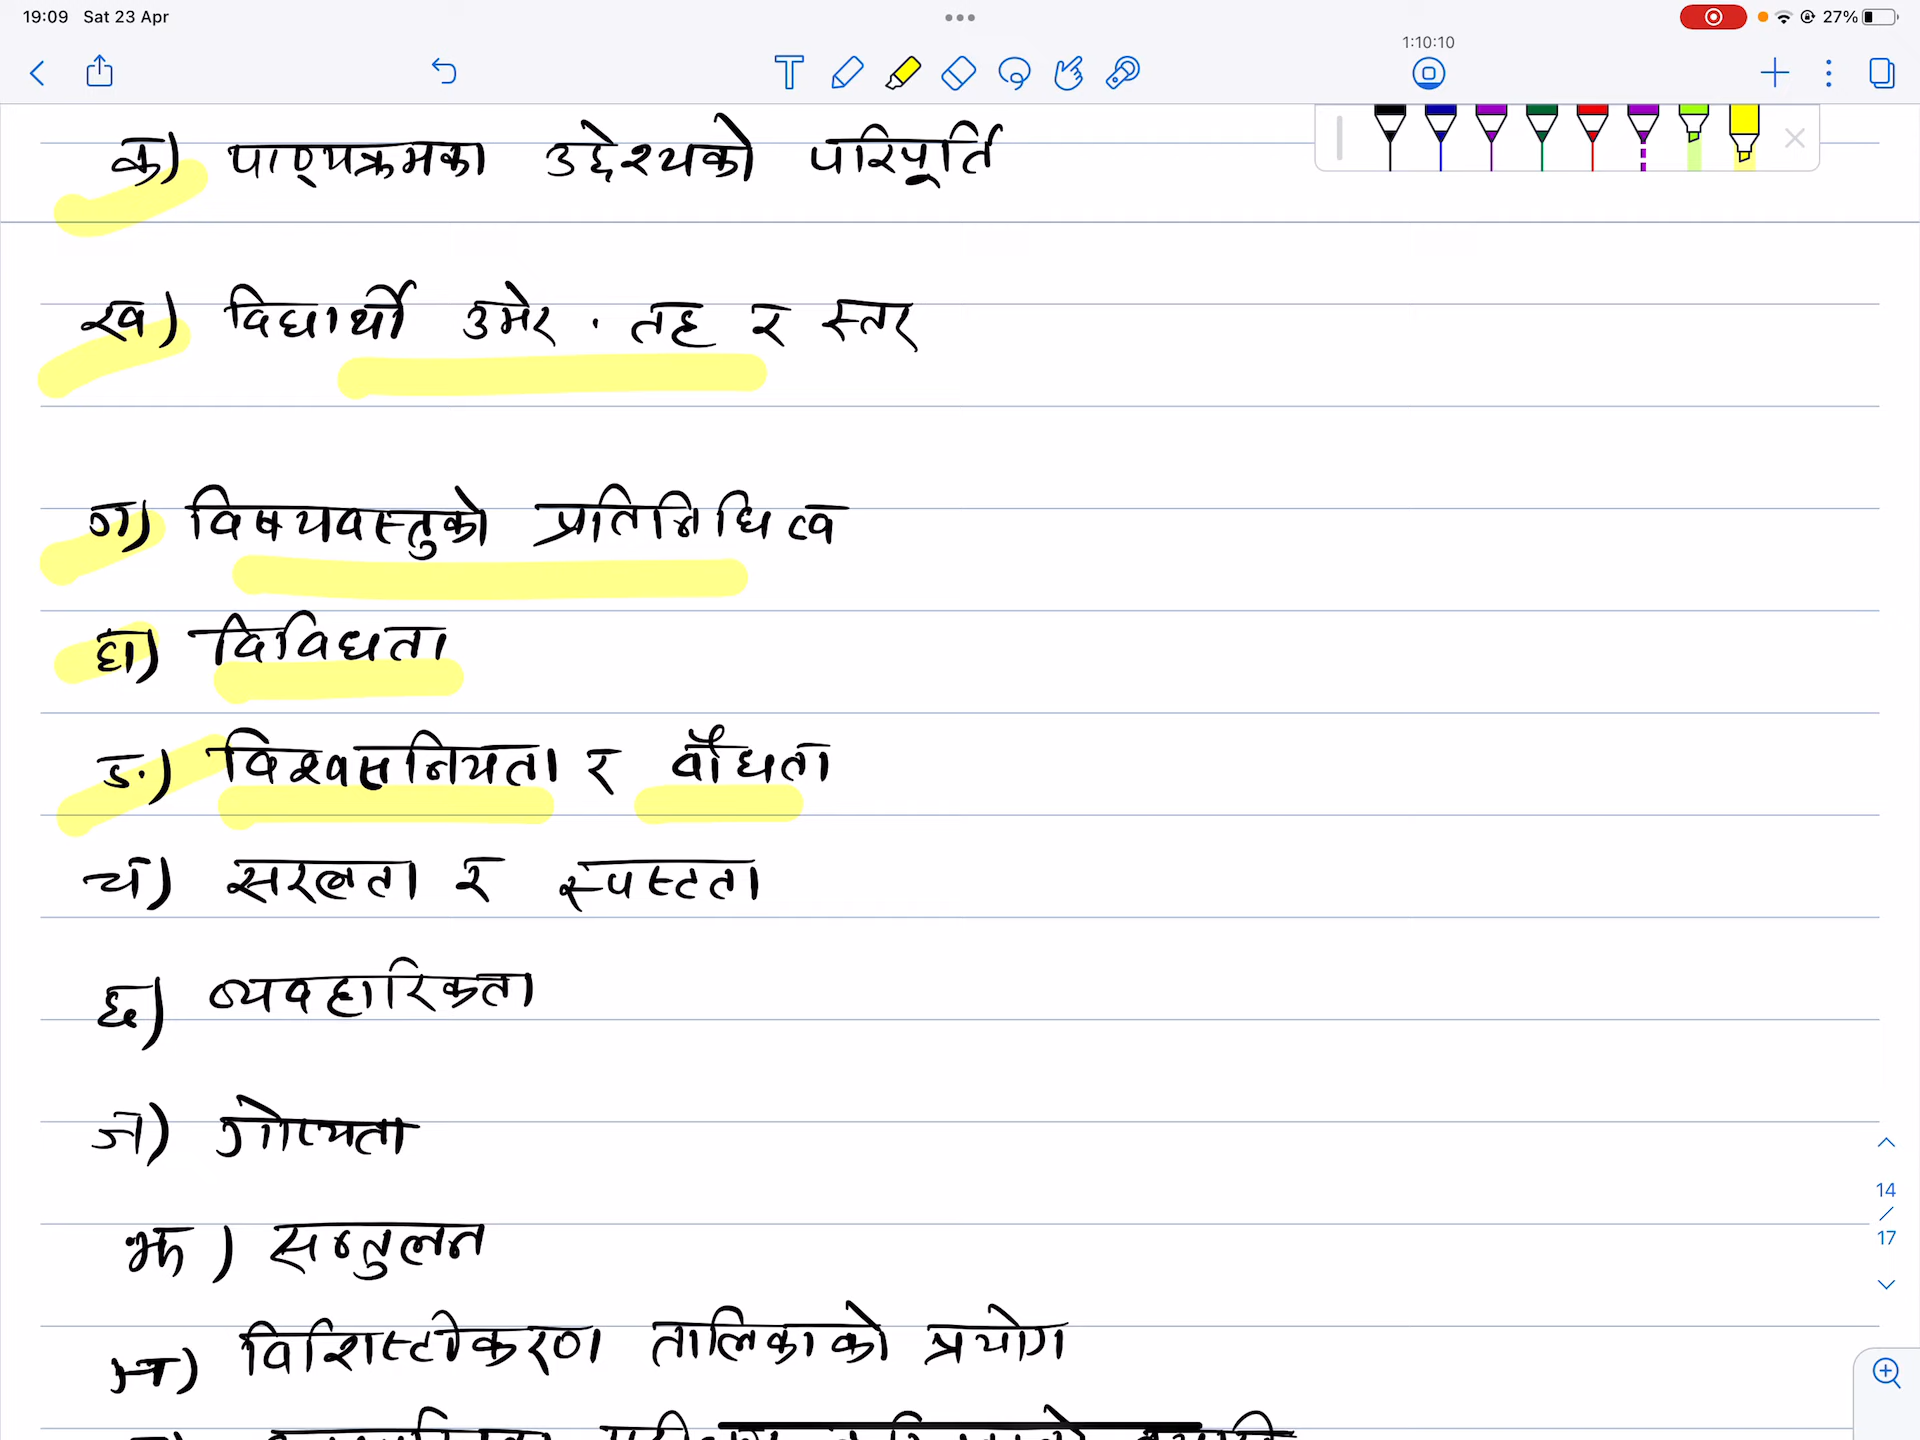 19:09 Sat 23 Apr
27%
1:10:10
क) पाठ्यक्रमका उद्देश्यको परिपूर्ति
ख) विद्यार्थी उमेर . तह र स्तर
ग) विषयवस्तुको प्रतिनिधित्व
घ) विविधता
ङ) विश्वसनियता र वौधता
च) सरलता र स्पस्टता
छ) व्यवहारिकता
ज) गोप्यता
झ) सन्तुलन
ञ) विशिस्टीकरण तालिकाको प्रयोग
14
/
17